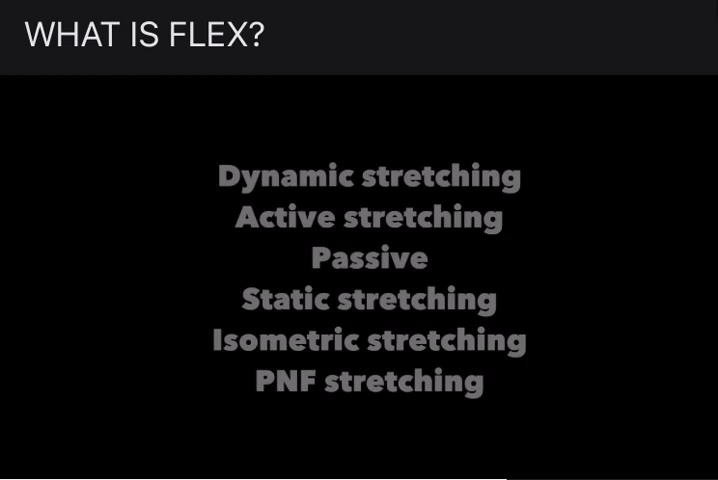 WHAT IS FLEX?
Dynamic stretching
Active stretching
Passive
Static stretching
Isometric stretching
PNF stretching